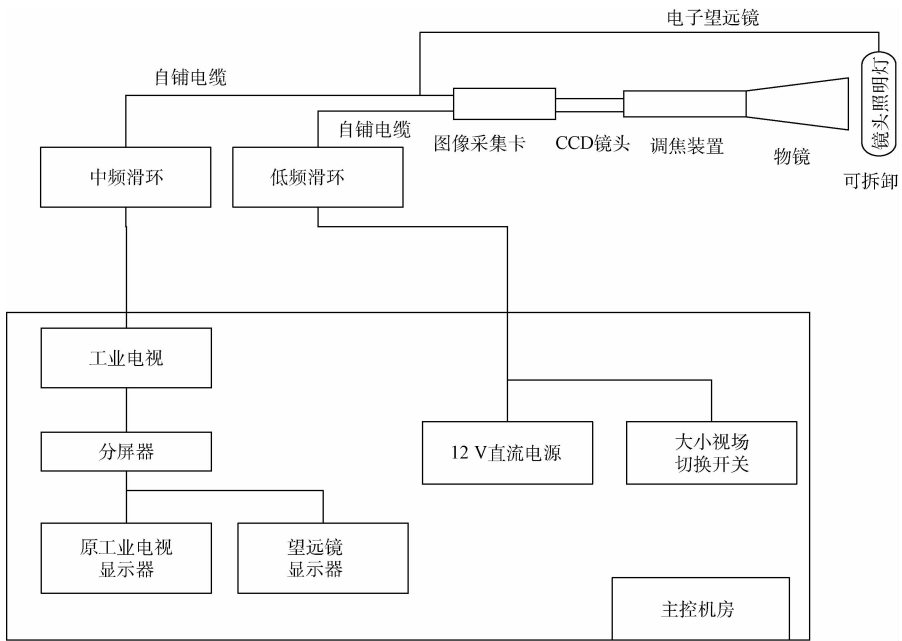 电子望远镜
自铺电缆
自铺电缆
图像采集卡
CCD镜头
调焦装置
物镜
镜头照明灯
可拆卸
中频滑环
低频滑环
工业电视
分屏器
12 V直流电源
大小视场
切换开关
原工业电视
显示器
望远镜
显示器
主控机房